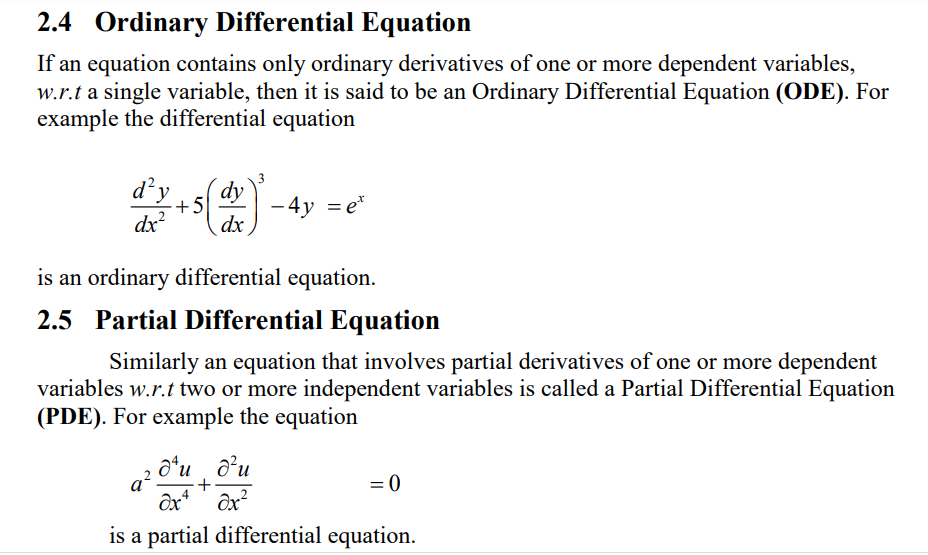 2.4 Ordinary Differential Equation
If an equation contains only ordinary derivatives of one or more dependent variables,
w.r.t a single variable, then it is said to be an Ordinary Differential Equation (ODE). For
example the differential equation
d²y/dx² + 5(dy/dx)³ − 4y = eˣ
is an ordinary differential equation.
2.5 Partial Differential Equation
Similarly an equation that involves partial derivatives of one or more dependent
variables w.r.t two or more independent variables is called a Partial Differential Equation
(PDE). For example the equation
a² ∂⁴u/∂x⁴ + ∂²u/∂x² = 0
is a partial differential equation.